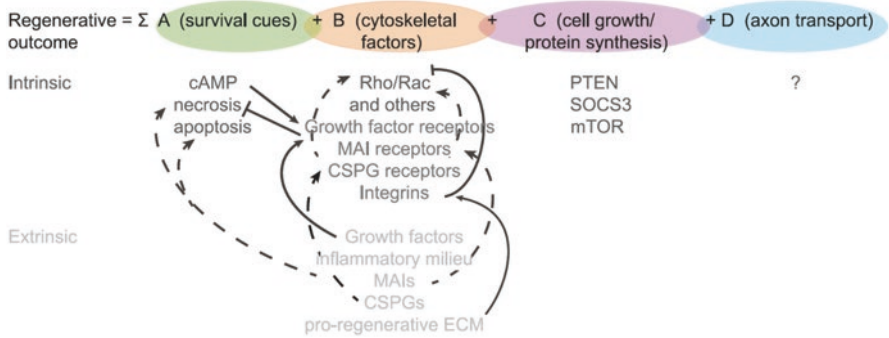 Regenerative = Σ A (survival cues) + B (cytoskeletal + C (cell growth/ + D (axon transport)
outcome factors) protein synthesis)
Intrinsic cAMP Rho/Rac PTEN ?
necrosis and others SOCS3
apoptosis Growth factor receptors mTOR
MAI receptors
CSPG receptors
Integrins
Extrinsic Growth factors
Inflammatory milieu
MAIs
CSPGs
pro-regenerative ECM